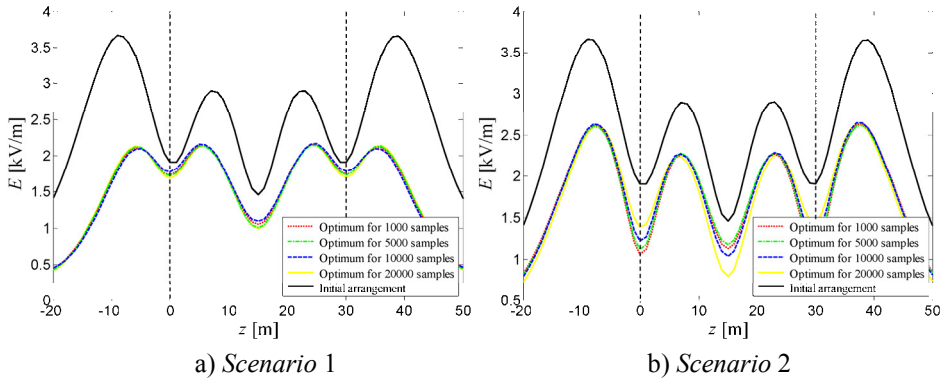 4
3.5
3
2.5
2
1.5
1
0.5
0
E [kV/m]
-20 -10 0 10 20 30 40 50
z [m]
Optimum for 1000 samples
Optimum for 5000 samples
Optimum for 10000 samples
Optimum for 20000 samples
Initial arrangement
a) Scenario 1
4
3.5
3
2.5
2
1.5
1
0.5
E [kV/m]
-20 -10 0 10 20 30 40 50
z [m]
Optimum for 1000 samples
Optimum for 5000 samples
Optimum for 10000 samples
Optimum for 20000 samples
Initial arrangement
b) Scenario 2